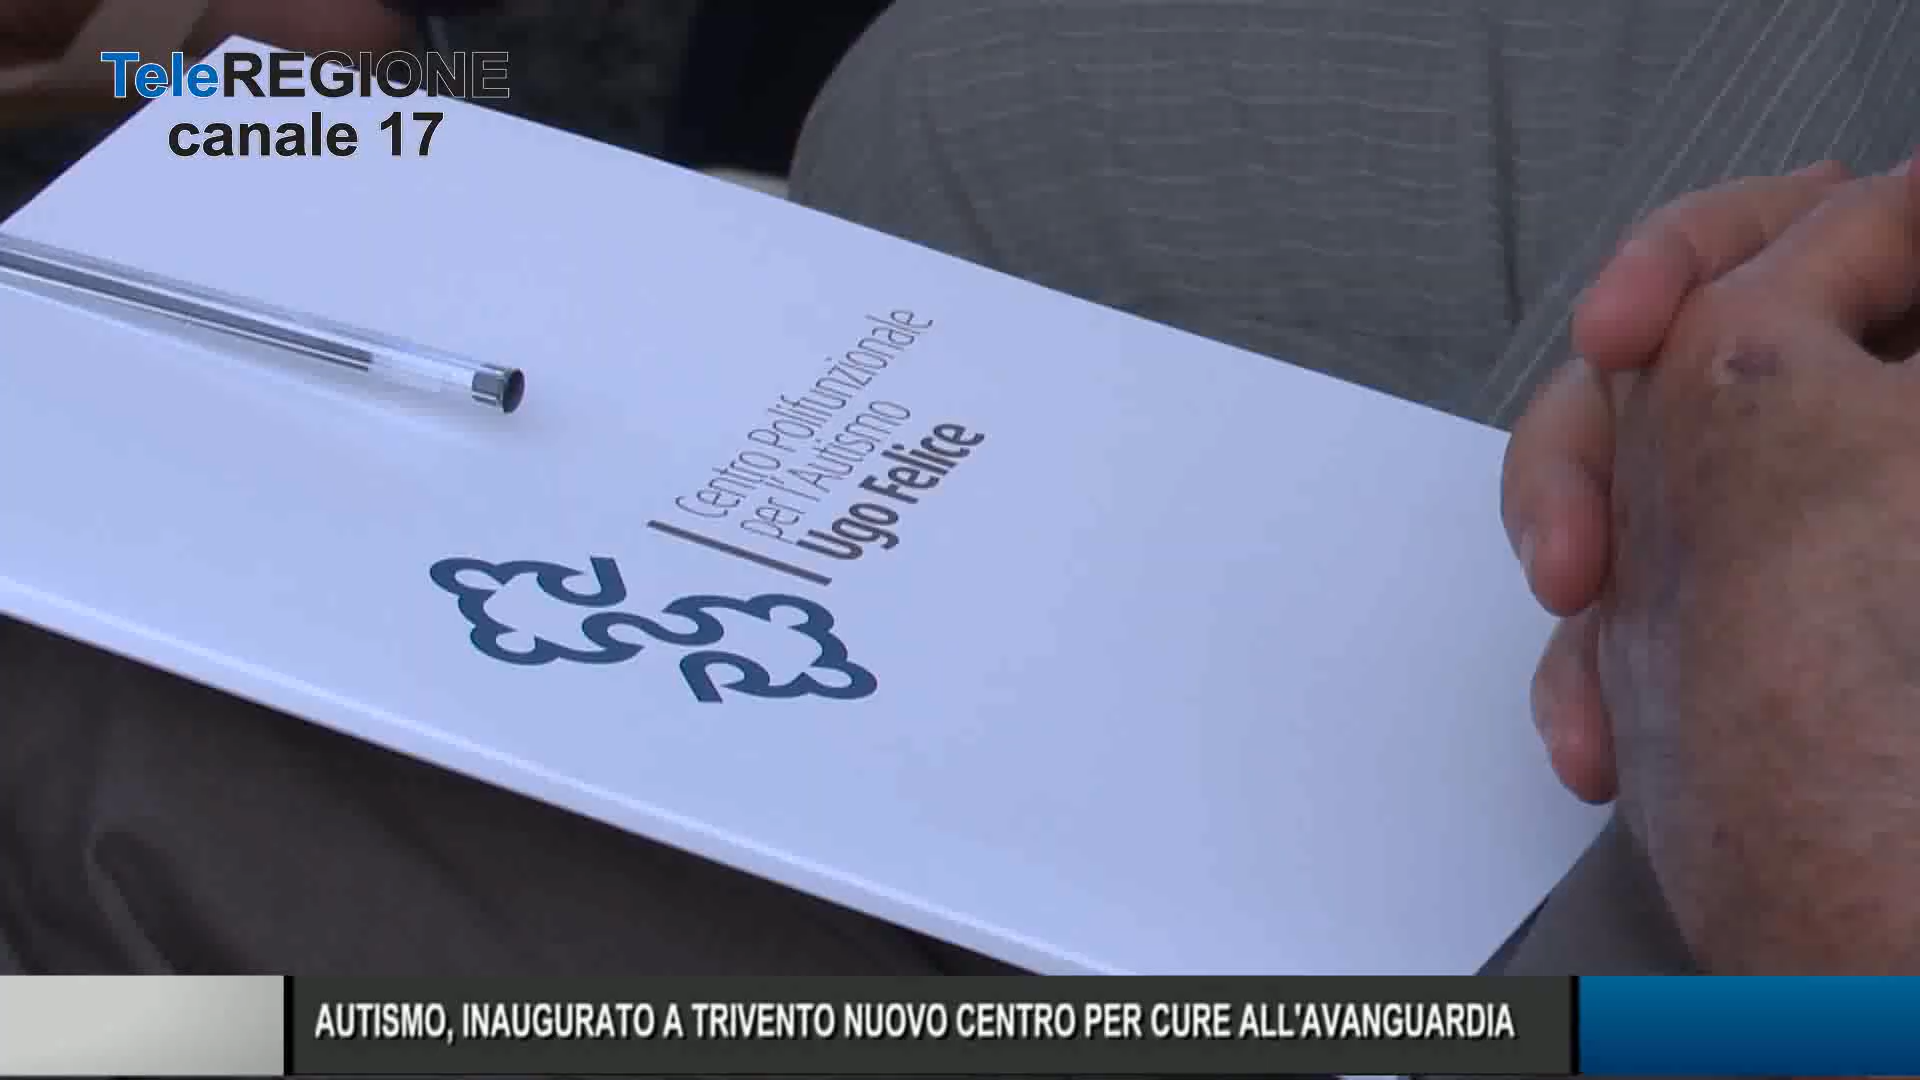 TeleREGIONE
canale 17
Centro Polifunzionale
per l'Autismo
Ugo Felice
AUTISMO, INAUGURATO A TRIVENTO NUOVO CENTRO PER CURE ALL'AVANGUARDIA